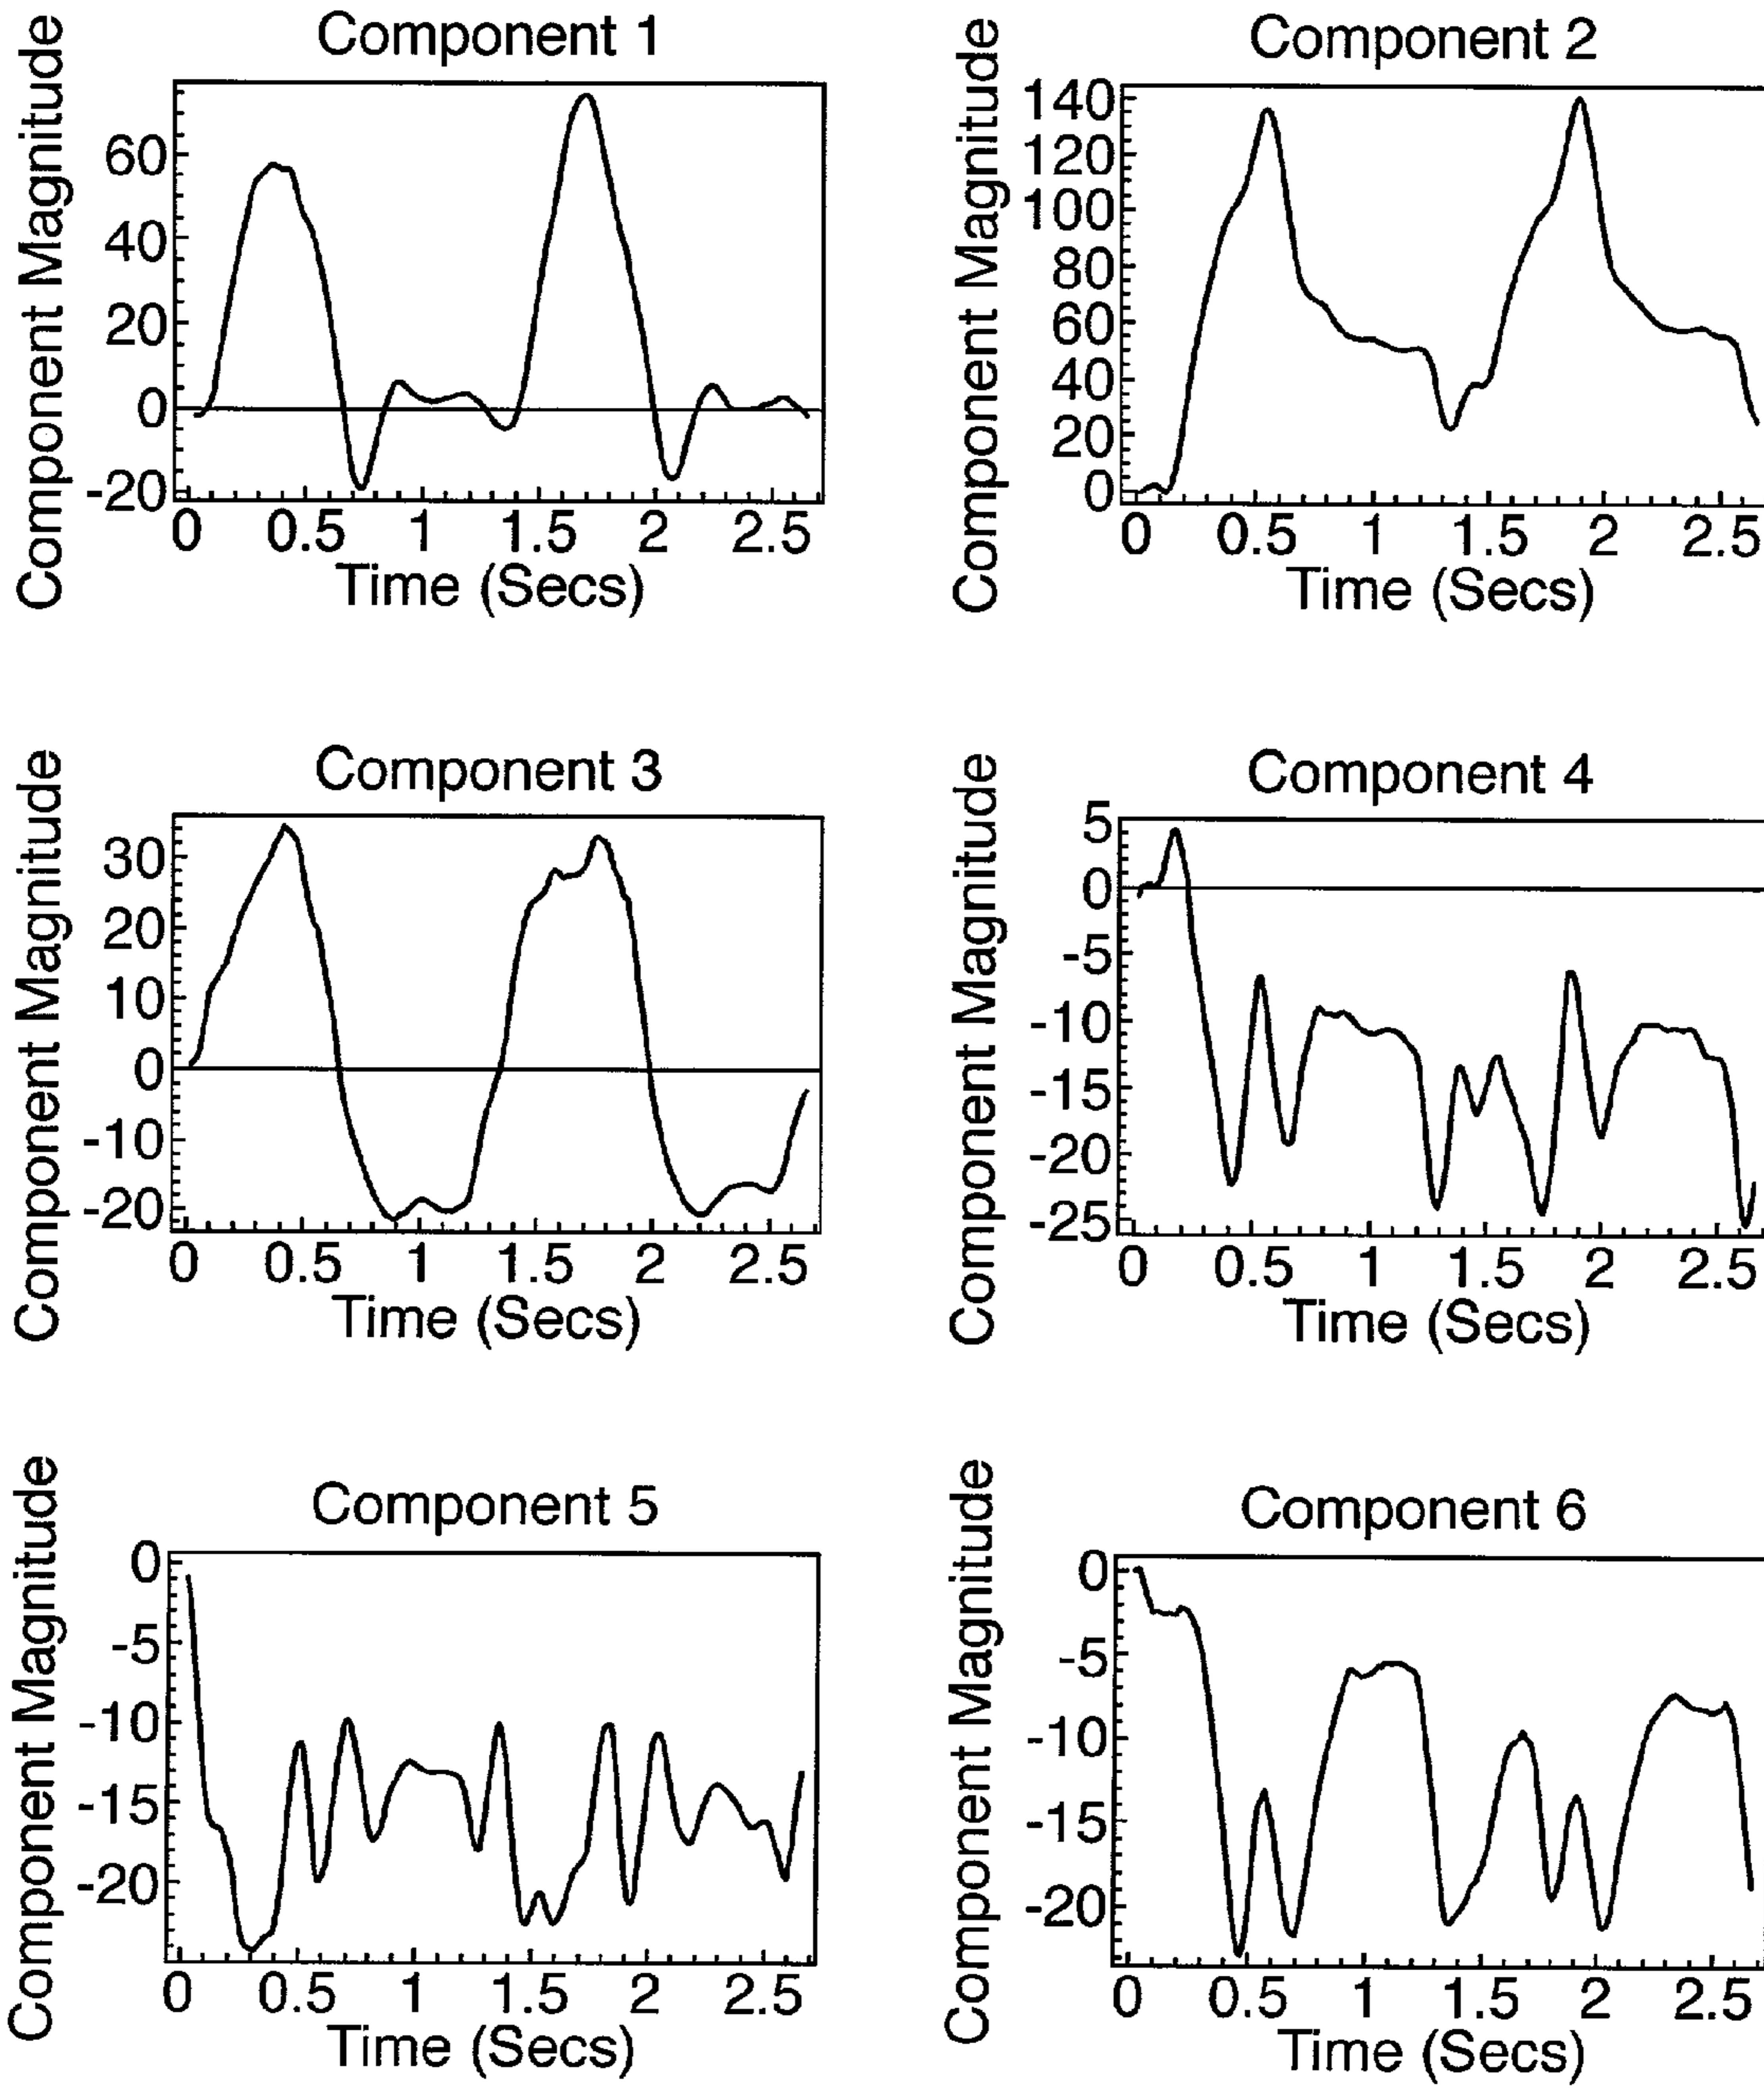 Component 1
Component Magnitude
60
40
20
0
-20
0 0.5 1 1.5 2 2.5
Time (Secs)
Component 2
Component Magnitude
140
120
100
80
60
40
20
0
0 0.5 1 1.5 2 2.5
Time (Secs)
Component 3
Component Magnitude
30
20
10
0
-10
-20
0 0.5 1 1.5 2 2.5
Time (Secs)
Component 4
Component Magnitude
5
0
-5
-10
-15
-20
-25
0 0.5 1 1.5 2 2.5
Time (Secs)
Component 5
Component Magnitude
0
-5
-10
-15
-20
0 0.5 1 1.5 2 2.5
Time (Secs)
Component 6
Component Magnitude
0
-5
-10
-15
-20
0 0.5 1 1.5 2 2.5
Time (Secs)